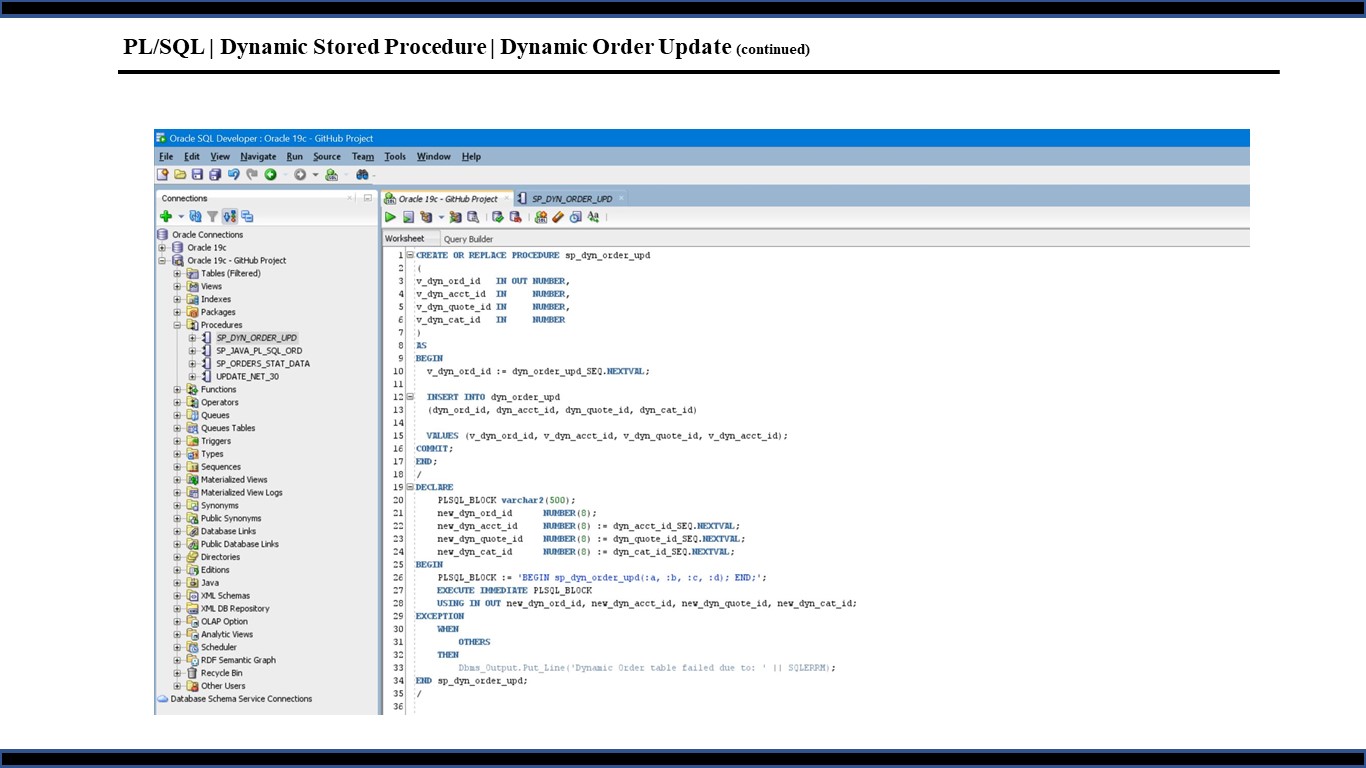 PL/SQL | Dynamic Stored Procedure | Dynamic Order Update (continued)
Oracle SQL Developer : Oracle 19c - GitHub Project
File Edit View Navigate Run Source Team Tools Window Help
Connections
Oracle Connections
Oracle 19c
Oracle 19c - GitHub Project
Tables (Filtered)
Views
Indexes
Packages
Procedures
SP_DYN_ORDER_UPD
SP_JAVA_PL_SQL_ORD
SP_ORDERS_STAT_DATA
UPDATE_NET_30
Functions
Operators
Queues
Queues Tables
Triggers
Types
Sequences
Materialized Views
Materialized View Logs
Synonyms
Public Synonyms
Database Links
Public Database Links
Directories
Editions
Java
XML Schemas
XML DB Repository
OLAP Option
Analytic Views
Scheduler
RDF Semantic Graph
Recycle Bin
Other Users
Database Schema Service Connections
Oracle 19c - GitHub Project SP_DYN_ORDER_UPD
Worksheet Query Builder
1 CREATE OR REPLACE PROCEDURE sp_dyn_order_upd
2 (
3 v_dyn_ord_id IN OUT NUMBER,
4 v_dyn_acct_id IN NUMBER,
5 v_dyn_quote_id IN NUMBER,
6 v_dyn_cat_id IN NUMBER
7 )
8 AS
9 BEGIN
10 v_dyn_ord_id := dyn_order_upd_SEQ.NEXTVAL;
11
12 INSERT INTO dyn_order_upd
13 (dyn_ord_id, dyn_acct_id, dyn_quote_id, dyn_cat_id)
14
15 VALUES (v_dyn_ord_id, v_dyn_acct_id, v_dyn_quote_id, v_dyn_acct_id);
16 COMMIT;
17 END;
18 /
19 DECLARE
20 PLSQL_BLOCK varchar2(500);
21 new_dyn_ord_id NUMBER(8);
22 new_dyn_acct_id NUMBER(8) := dyn_acct_id_SEQ.NEXTVAL;
23 new_dyn_quote_id NUMBER(8) := dyn_quote_id_SEQ.NEXTVAL;
24 new_dyn_cat_id NUMBER(8) := dyn_cat_id_SEQ.NEXTVAL;
25 BEGIN
26 PLSQL_BLOCK := 'BEGIN sp_dyn_order_upd(:a, :b, :c, :d); END;';
27 EXECUTE IMMEDIATE PLSQL_BLOCK
28 USING IN OUT new_dyn_ord_id, new_dyn_acct_id, new_dyn_quote_id, new_dyn_cat_id;
29 EXCEPTION
30 WHEN
31 OTHERS
32 THEN
33 Dbms_Output.Put_Line('Dynamic Order table failed due to: ' || SQLERRM);
34 END sp_dyn_order_upd;
35 /
36